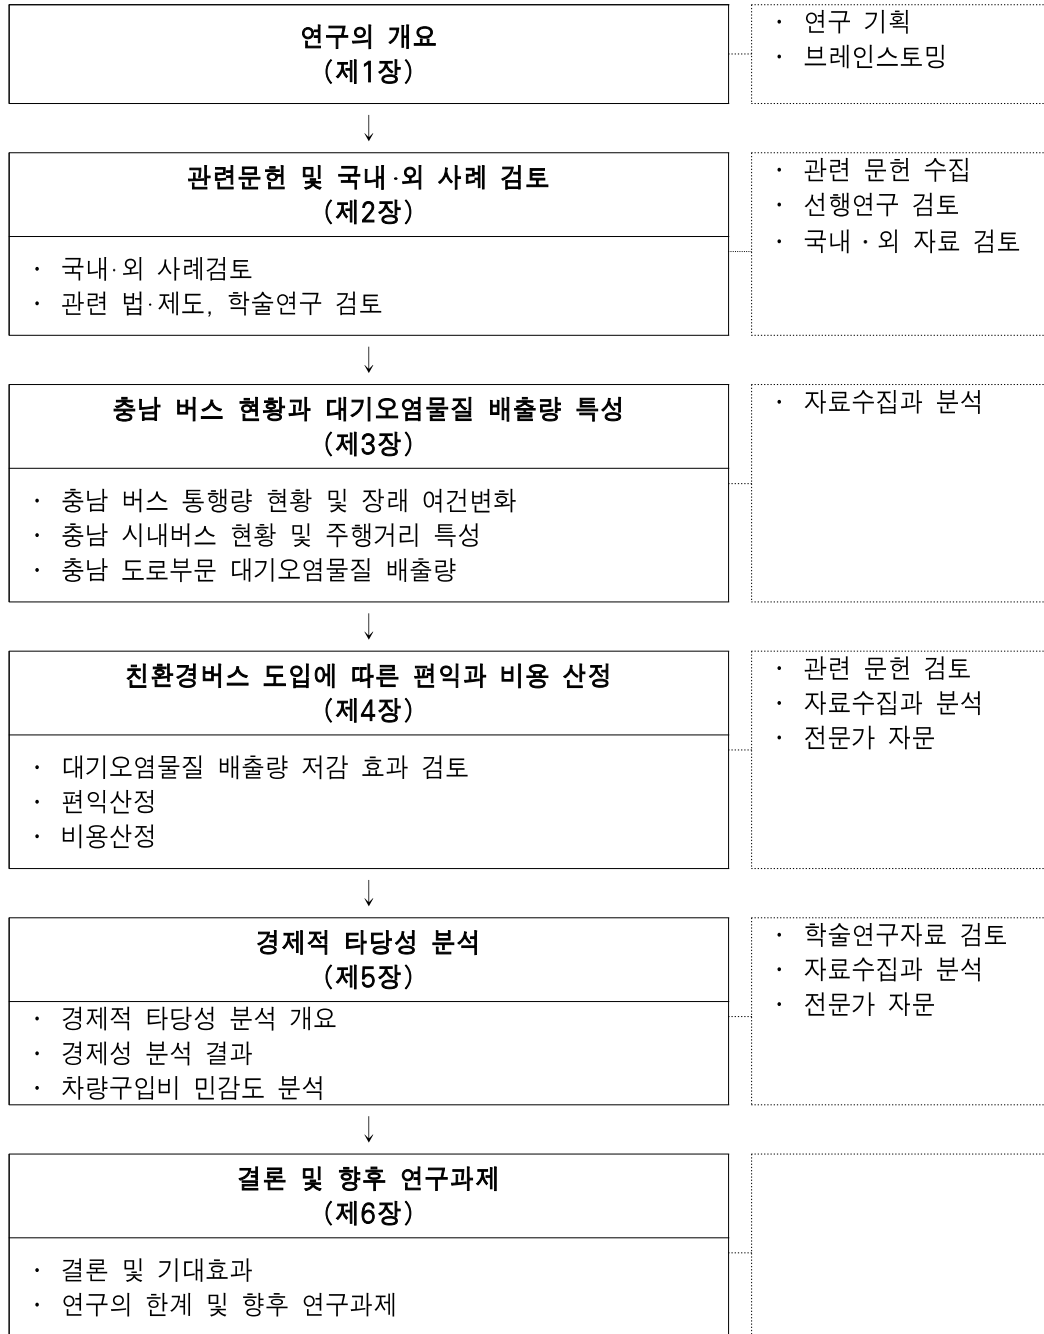 연구의 개요
(제1장)
· 연구 기획
· 브레인스토밍
관련문헌 및 국내·외 사례 검토
(제2장)
· 국내·외 사례검토
· 관련 법·제도, 학술연구 검토
· 관련 문헌 수집
· 선행연구 검토
· 국내·외 자료 검토
충남 버스 현황과 대기오염물질 배출량 특성
(제3장)
· 충남 버스 통행량 현황 및 장래 여건변화
· 충남 시내버스 현황 및 주행거리 특성
· 충남 도로부문 대기오염물질 배출량
· 자료수집과 분석
친환경버스 도입에 따른 편익과 비용 산정
(제4장)
· 대기오염물질 배출량 저감 효과 검토
· 편익산정
· 비용산정
· 관련 문헌 검토
· 자료수집과 분석
· 전문가 자문
경제적 타당성 분석
(제5장)
· 경제적 타당성 분석 개요
· 경제성 분석 결과
· 차량구입비 민감도 분석
· 학술연구자료 검토
· 자료수집과 분석
· 전문가 자문
결론 및 향후 연구과제
(제6장)
· 결론 및 기대효과
· 연구의 한계 및 향후 연구과제